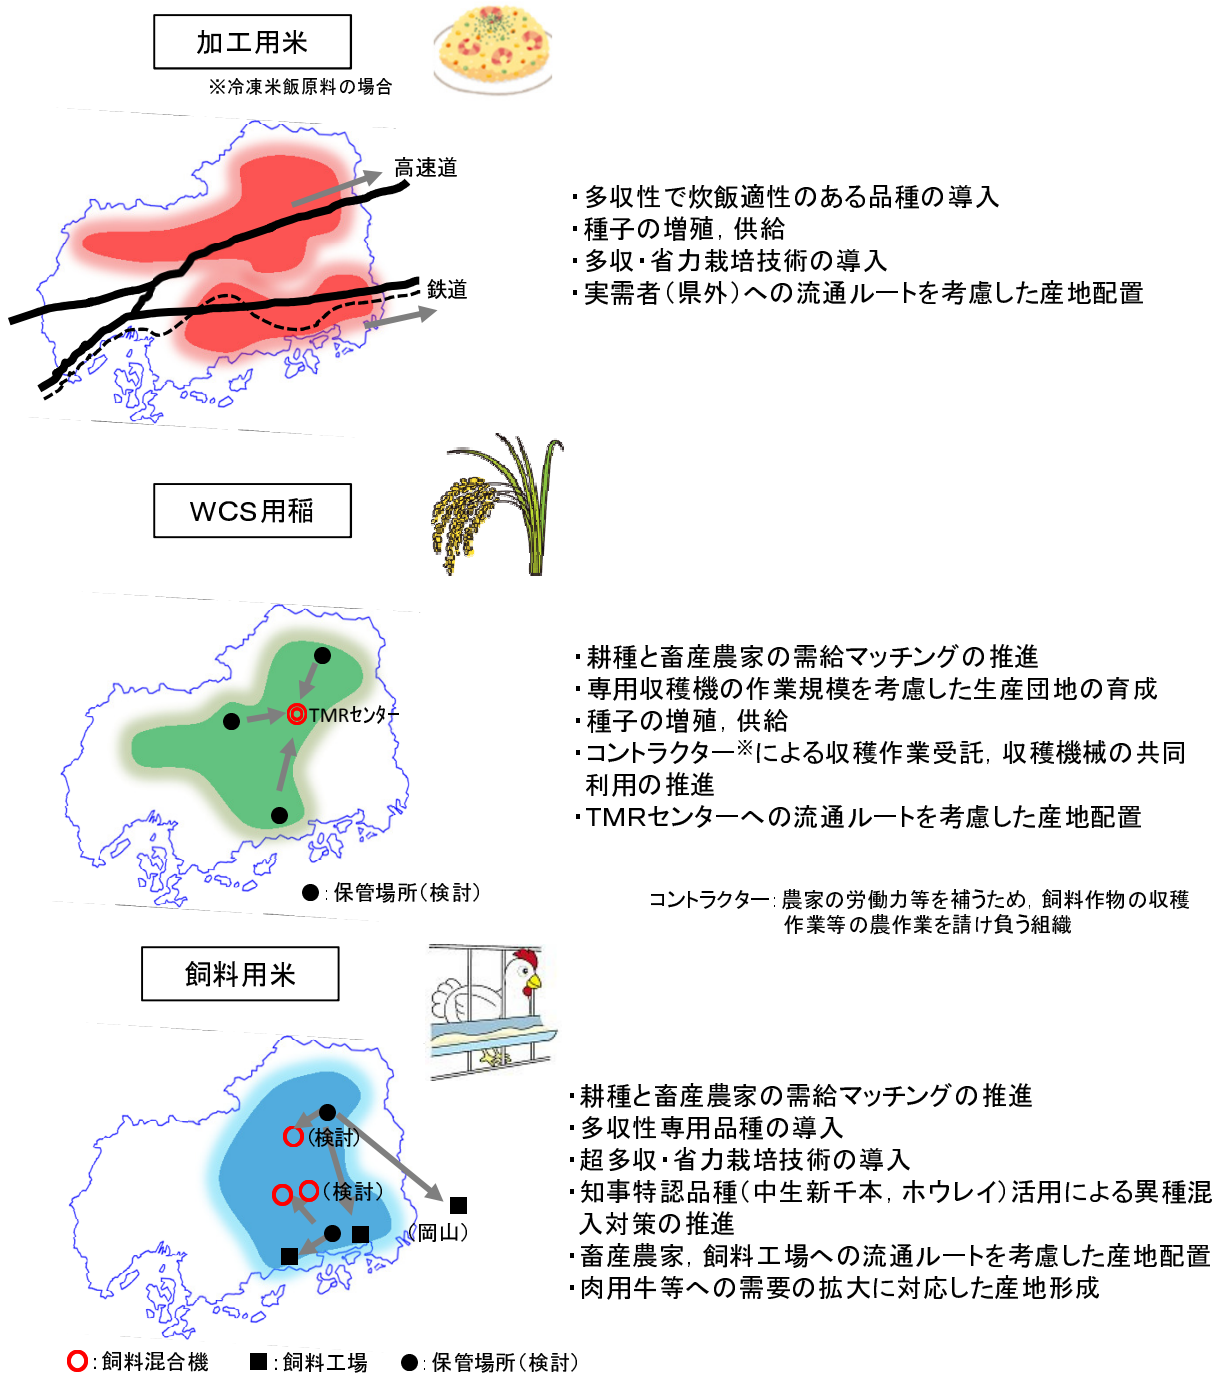 加工用米
※冷凍米飯原料の場合
高速道
鉄道
・多収性で炊飯適性のある品種の導入
・種子の増殖，供給
・多収・省力栽培技術の導入
・実需者（県外）への流通ルートを考慮した産地配置
WCS用稲
TMRセンター
●：保管場所（検討）
・耕種と畜産農家の需給マッチングの推進
・専用収穫機の作業規模を考慮した生産団地の育成
・種子の増殖，供給
・コントラクター※による収穫作業受託，収穫機械の共同
利用の推進
・TMRセンターへの流通ルートを考慮した産地配置
コントラクター：農家の労働力等を補うため，飼料作物の収穫
作業等の農作業を請け負う組織
飼料用米
（検討）
（検討）
（岡山）
・耕種と畜産農家の需給マッチングの推進
・多収性専用品種の導入
・超多収・省力栽培技術の導入
・知事特認品種（中生新千本，ホウレイ）活用による異種混
入対策の推進
・畜産農家，飼料工場への流通ルートを考慮した産地配置
・肉用牛等への需要の拡大に対応した産地形成
○：飼料混合機　■：飼料工場　●：保管場所（検討）